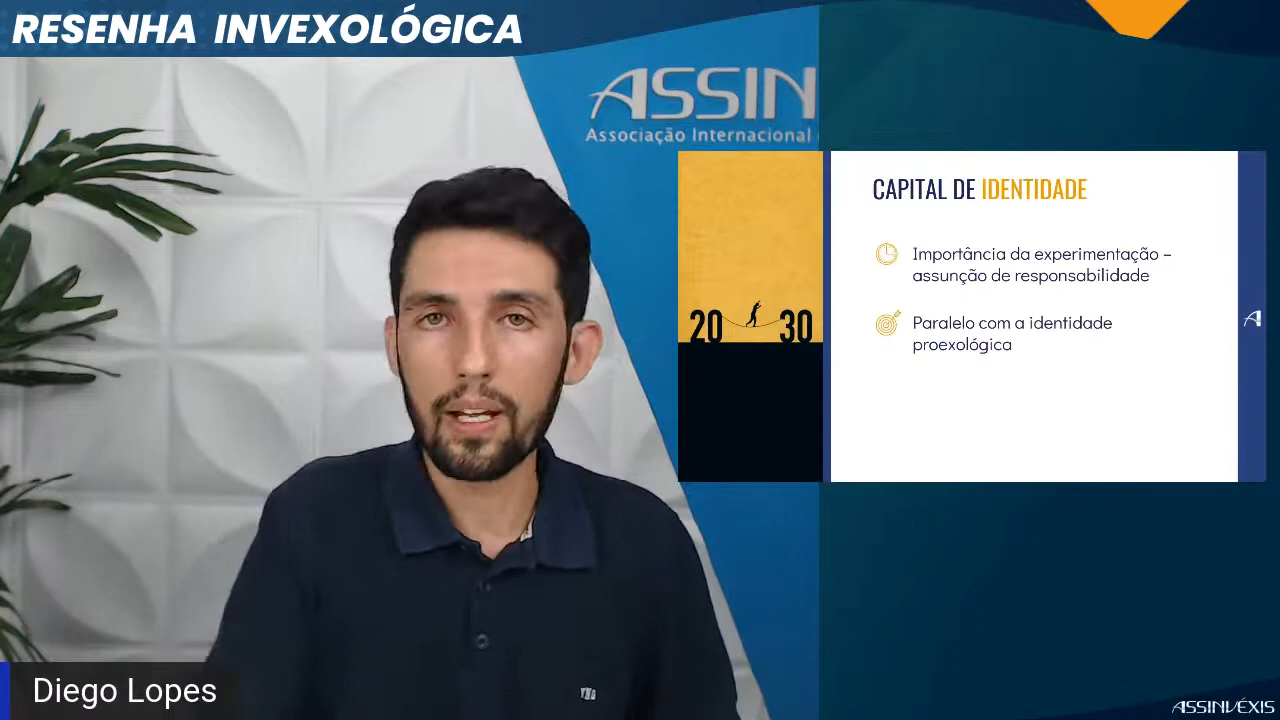 RESENHA INVEXOLÓGICA
ASSIN
Associação Internacional
CAPITAL DE IDENTIDADE
Importância da experimentação –
assunção de responsabilidade
20 30
Paralelo com a identidade
proexológica
Diego Lopes
ASSINVÉXIS